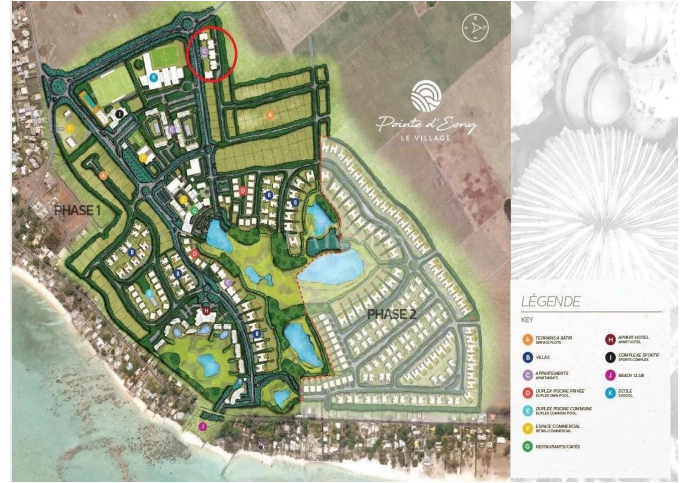 Pointe d'Esny
LE VILLAGE
PHASE 1
PHASE 2
LÉGENDE
KEY
A TERRAINS À BÂTIR
SERVICE PLOTS
B VILLAS
C APPARTEMENTS
APARTMENTS
D DUPLEX PISCINE PRIVÉE
DUPLEX OWN POOL
E DUPLEX PISCINE COMMUNE
DUPLEX COMMON POOL
F ESPACE COMMERCIAL
RETAIL/COMMERCIAL
G RESTAURANTS/CAFÉS
H APPART HOTEL
APART HOTEL
I COMPLEXE SPORTIF
SPORTS COMPLEX
J BEACH CLUB
K ECOLE
SCHOOL